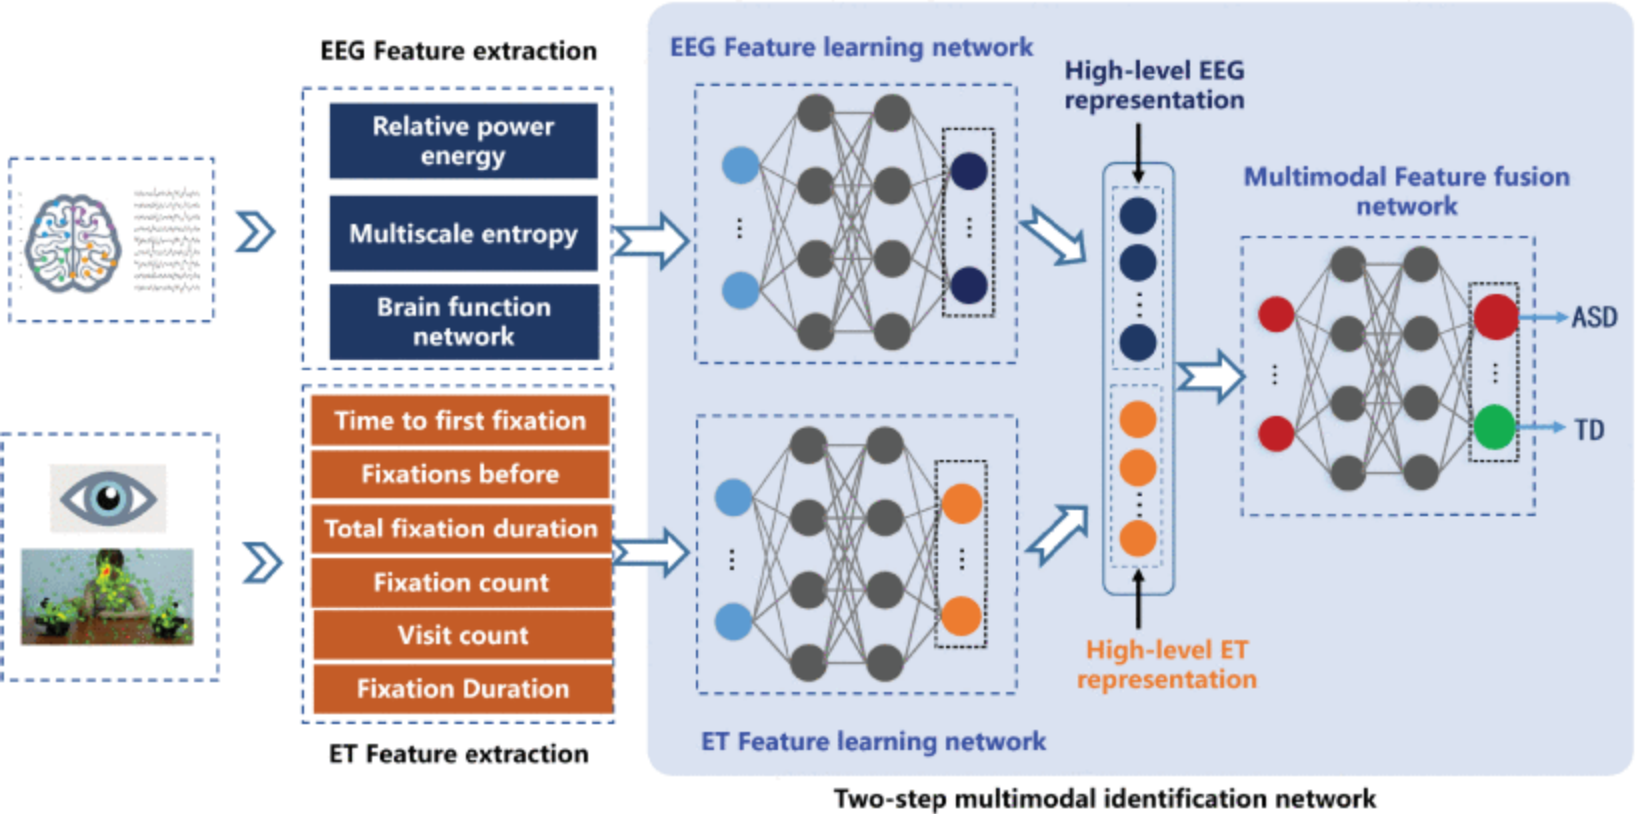 EEG Feature extraction
Relative power
energy
Multiscale entropy
Brain function
network
Time to first fixation
Fixations before
Total fixation duration
Fixation count
Visit count
Fixation Duration
ET Feature extraction
EEG Feature learning network
ET Feature learning network
High-level EEG
representation
High-level ET
representation
Multimodal Feature fusion
network
ASD
TD
Two-step multimodal identification network